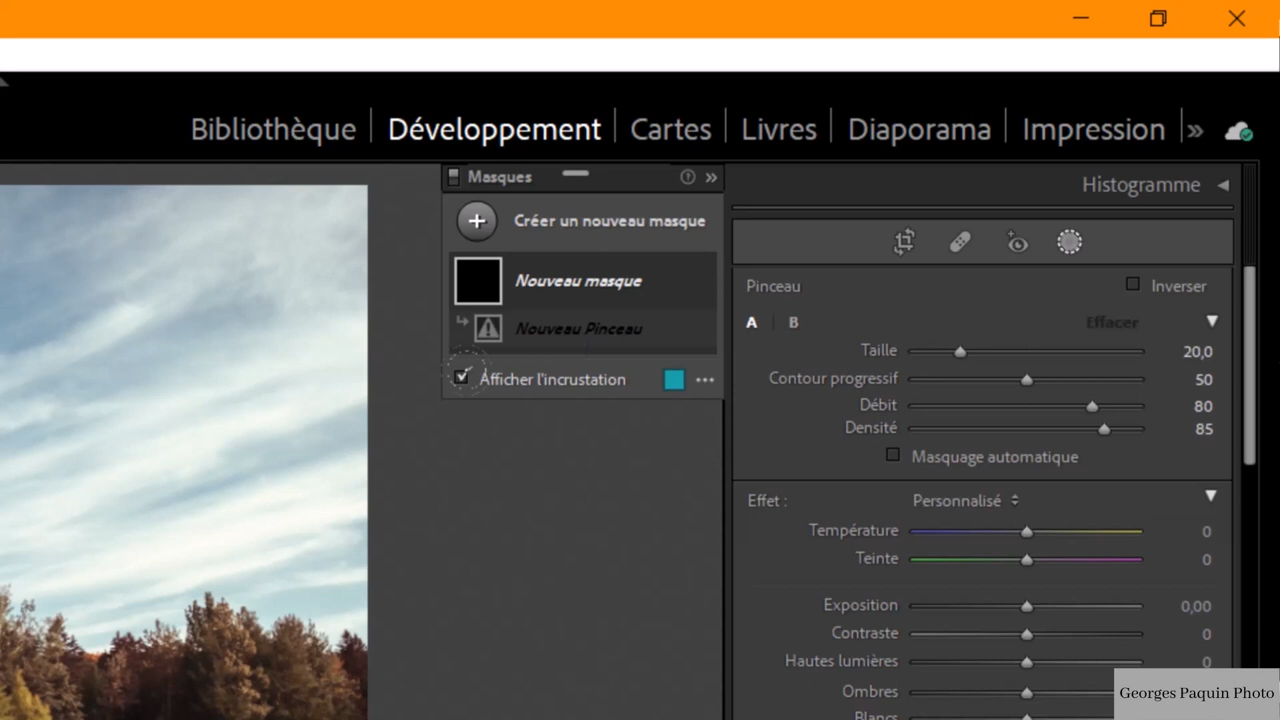 Bibliothèque Développement Cartes Livres Diaporama Impression »
Masques
Créer un nouveau masque
Nouveau masque
Nouveau Pinceau
Afficher l'incrustation
Histogramme
Pinceau Inverser
A B Effacer
Taille 20,0
Contour progressif 50
Débit 80
Densité 85
Masquage automatique
Effet : Personnalisé
Température 0
Teinte 0
Exposition 0,00
Contraste 0
Hautes lumières 0
Ombres
Blancs
Georges Paquin Photo